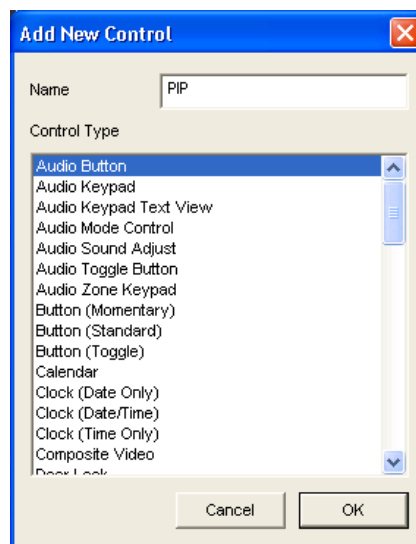 Add New Control
Name PIP
Control Type
Audio Button
Audio Keypad
Audio Keypad Text View
Audio Mode Control
Audio Sound Adjust
Audio Toggle Button
Audio Zone Keypad
Button (Momentary)
Button (Standard)
Button (Toggle)
Calendar
Clock (Date Only)
Clock (Date/Time)
Clock (Time Only)
Composite Video
Door Lock
Cancel OK